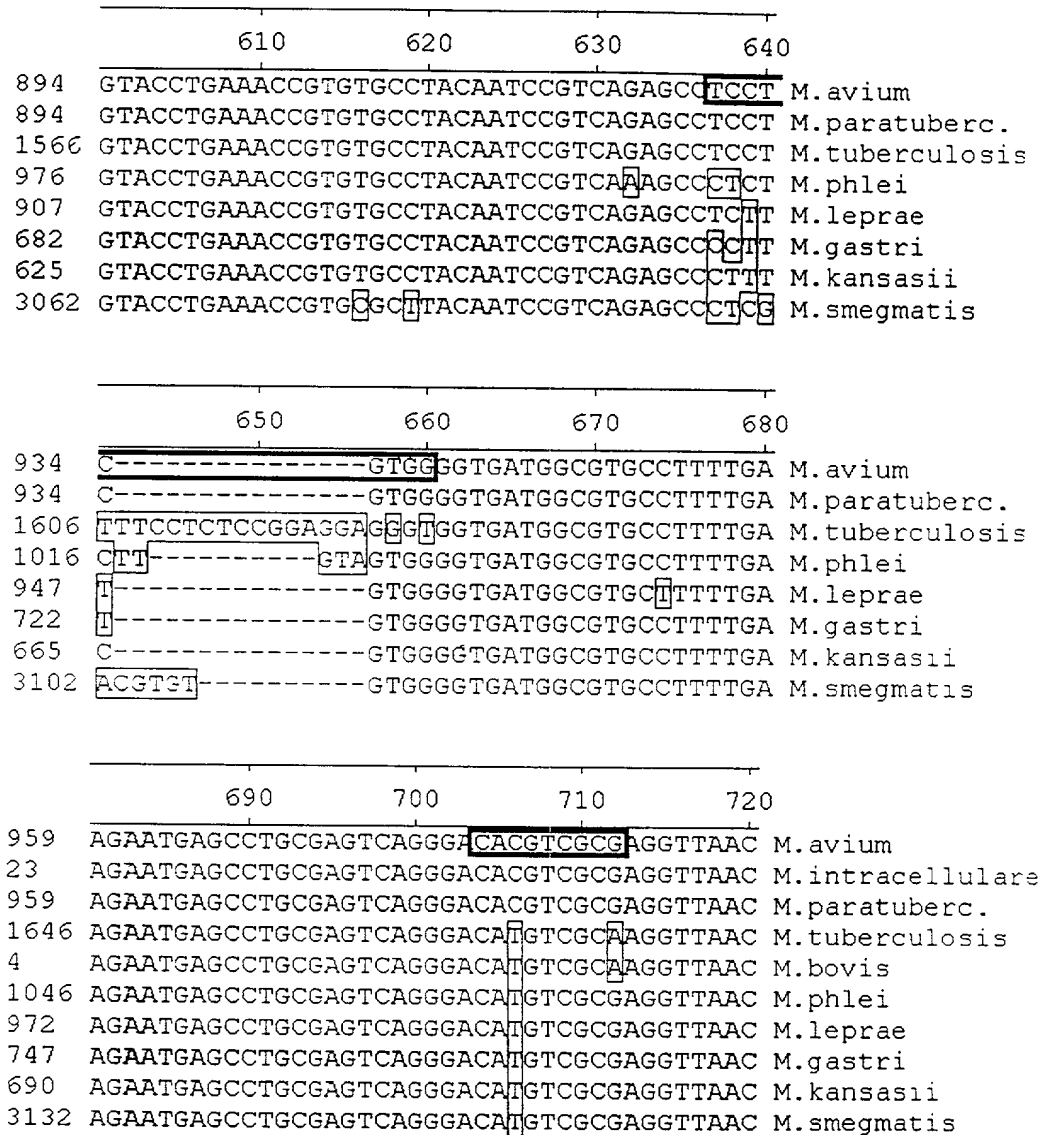 610 620 630 640
894 GTACCTGAAACCGTGTGCCTACAATCCGTCAGAGCCTCCT M.avium
894 GTACCTGAAACCGTGTGCCTACAATCCGTCAGAGCCTCCT M.paratuberc.
1566 GTACCTGAAACCGTGTGCCTACAATCCGTCAGAGCCTCCT M.tuberculosis
976 GTACCTGAAACCGTGTGCCTACAATCCGTCAAAGCCCTCT M.phlei
907 GTACCTGAAACCGTGTGCCTACAATCCGTCAGAGCCTCTT M.leprae
682 GTACCTGAAACCGTGTGCCTACAATCCGTCAGAGCCCCTT M.gastri
625 GTACCTGAAACCGTGTGCCTACAATCCGTCAGAGCCCTTT M.kansasii
3062 GTACCTGAAACCGTGCGCTTACAATCCGTCAGAGCCCTCG M.smegmatis
650 660 670 680
934 C---------------GTGGGGTGATGGCGTGCCTTTTGA M.avium
934 C---------------GTGGGGTGATGGCGTGCCTTTTGA M.paratuberc.
1606 TTTCCTCTCCGGAGGAGGGTGGTGATGGCGTGCCTTTTGA M.tuberculosis
1016 CTT----------GTAGTGGGGTGATGGCGTGCCTTTTGA M.phlei
947 T---------------GTGGGGTGATGGCGTGCTTTTTGA M.leprae
722 T---------------GTGGGGTGATGGCGTGCCTTTTGA M.gastri
665 C---------------GTGGGGTGATGGCGTGCCTTTTGA M.kansasii
3102 ACGTGT----------GTGGGGTGATGGCGTGCCTTTTGA M.smegmatis
690 700 710 720
959 AGAATGAGCCTGCGAGTCAGGGACACGTCGCGAGGTTAAC M.avium
23 AGAATGAGCCTGCGAGTCAGGGACACGTCGCGAGGTTAAC M.intracellulare
959 AGAATGAGCCTGCGAGTCAGGGACACGTCGCGAGGTTAAC M.paratuberc.
1646 AGAATGAGCCTGCGAGTCAGGGACATGTCGCAAGGTTAAC M.tuberculosis
4 AGAATGAGCCTGCGAGTCAGGGACATGTCGCAAGGTTAAC M.bovis
1046 AGAATGAGCCTGCGAGTCAGGGACATGTCGCGAGGTTAAC M.phlei
972 AGAATGAGCCTGCGAGTCAGGGACATGTCGCGAGGTTAAC M.leprae
747 AGAATGAGCCTGCGAGTCAGGGACATGTCGCGAGGTTAAC M.gastri
690 AGAATGAGCCTGCGAGTCAGGGACATGTCGCGAGGTTAAC M.kansasii
3132 AGAATGAGCCTGCGAGTCAGGGACATGTCGCGAGGTTAAC M.smegmatis